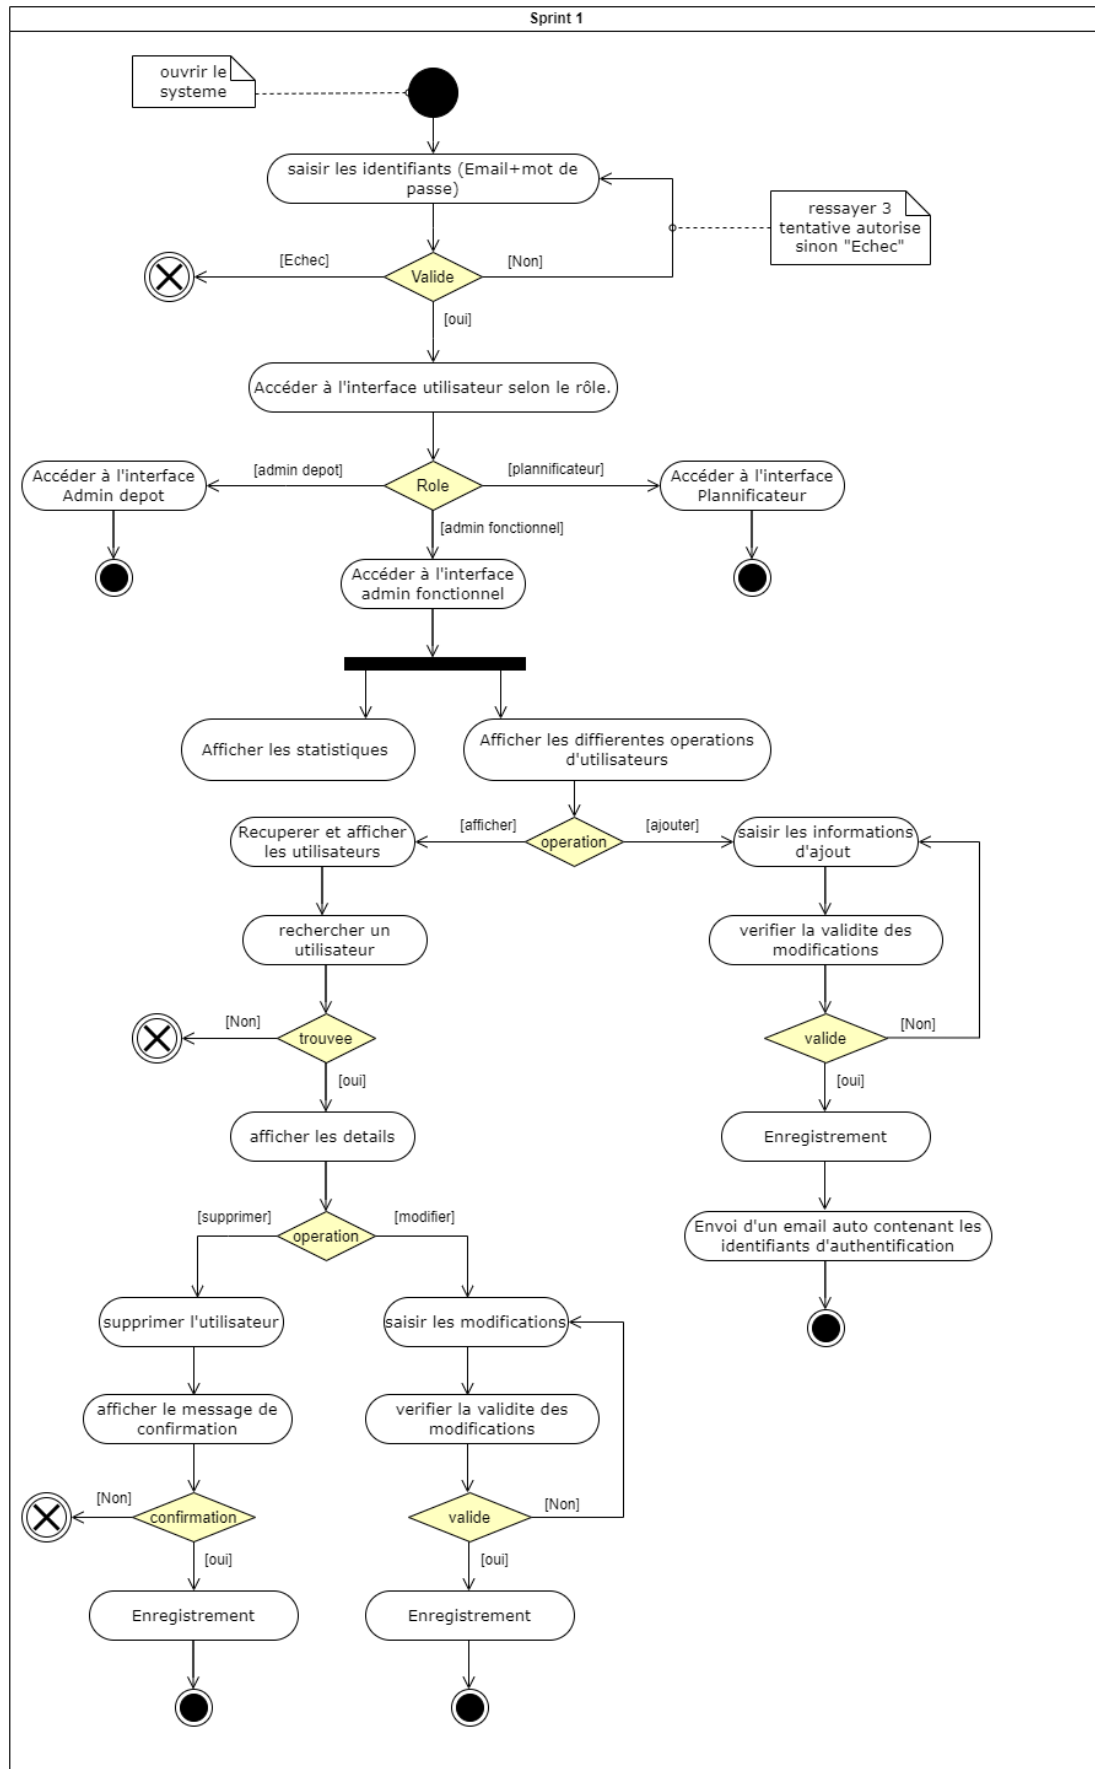 Sprint 1
ouvrir le
systeme
saisir les identifiants (Email+mot de
passe)
ressayer 3
tentative autorise
sinon "Echec"
[Echec]
Valide
[Non]
[oui]
Accéder à l'interface utilisateur selon le rôle.
Accéder à l'interface
Admin depot
[admin depot]
Role
[plannificateur]
Accéder à l'interface
Plannificateur
[admin fonctionnel]
Accéder à l'interface
admin fonctionnel
Afficher les statistiques
Afficher les diffierentes operations
d'utilisateurs
Recuperer et afficher
les utilisateurs
[afficher]
operation
[ajouter]
saisir les informations
d'ajout
rechercher un
utilisateur
verifier la validite des
modifications
[Non]
trouvee
[oui]
valide
[Non]
[oui]
afficher les details
Enregistrement
[supprimer]
operation
[modifier]
Envoi d'un email auto contenant les
identifiants d'authentification
supprimer l'utilisateur
saisir les modifications
afficher le message de
confirmation
verifier la validite des
modifications
[Non]
confirmation
[oui]
valide
[Non]
[oui]
Enregistrement
Enregistrement